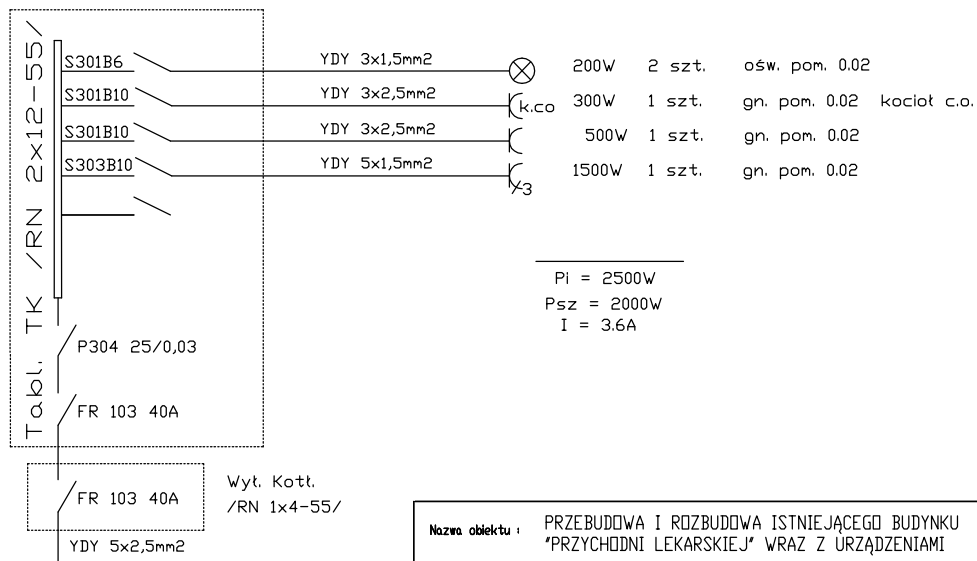 Tabl. TK /RN 2x12-55/
S301B6 YDY 3x1,5mm2 200W 2 szt. ośw. pom. 0.02
S301B10 YDY 3x2,5mm2 k.co 300W 1 szt. gn. pom. 0.02 kocioł c.o.
S301B10 YDY 3x2,5mm2 500W 1 szt. gn. pom. 0.02
S303B10 YDY 5x1,5mm2 3 1500W 1 szt. gn. pom. 0.02
Pi = 2500W
Psz = 2000W
I = 3.6A
P304 25/0,03
FR 103 40A
FR 103 40A
Wył. Kotł.
/RN 1x4-55/
YDY 5x2,5mm2
Nazwa obiektu : PRZEBUDOWA I ROZBUDOWA ISTNIEJĄCEGO BUDYNKU
"PRZYCHODNI LEKARSKIEJ" WRAZ Z URZĄDZENIAMI